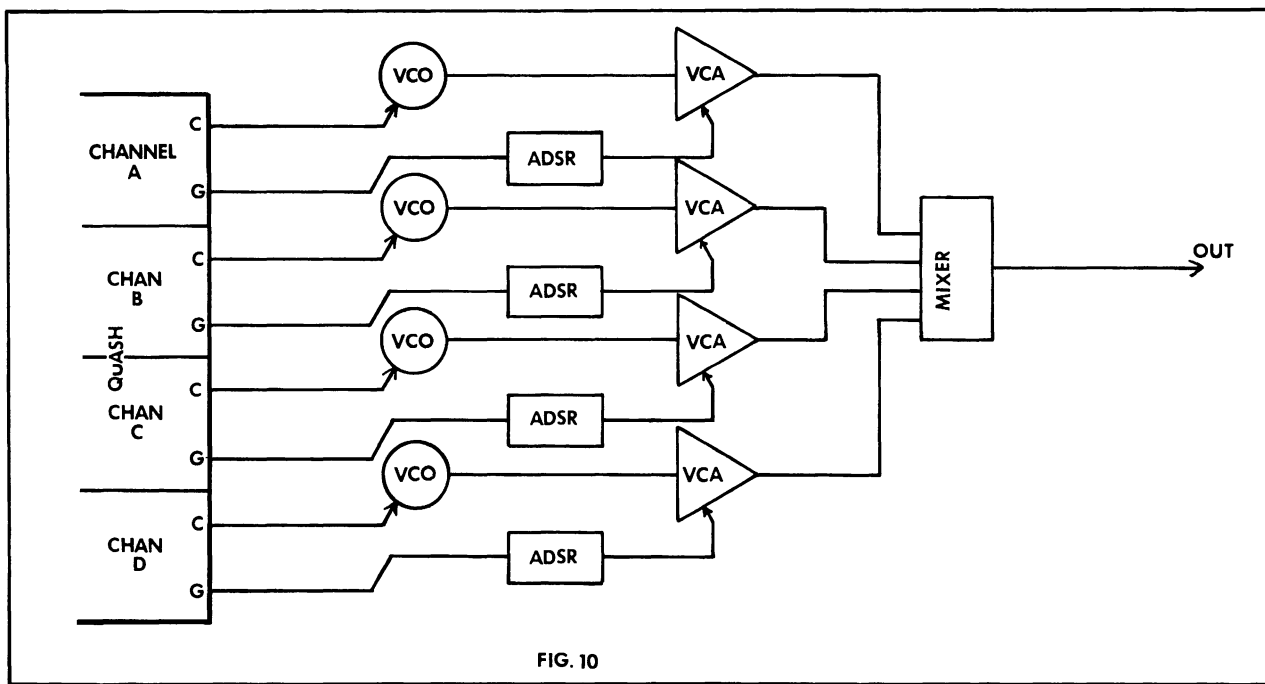 VCO
VCA
C
CHANNEL
A
G
ADSR
VCO
VCA
C
CHAN
B
G
ADSR
QuASH
VCO
VCA
C
CHAN
C
G
ADSR
VCO
VCA
C
CHAN
D
G
ADSR
MIXER
OUT
FIG. 10